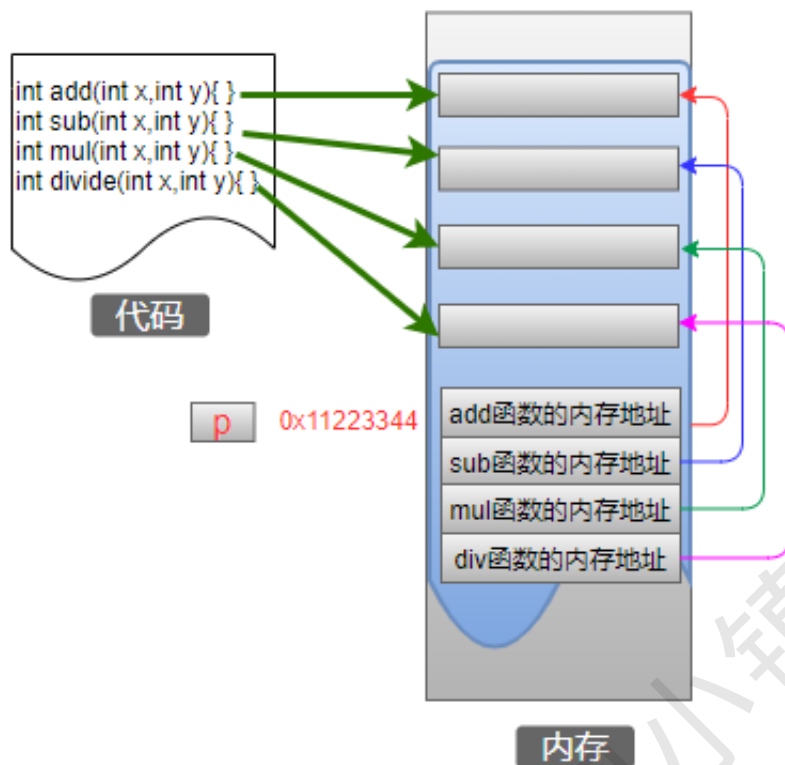 int add(int x,int y){ }
int sub(int x,int y){ }
int mul(int x,int y){ }
int divide(int x,int y){ }
代码
p
0x11223344
add函数的内存地址
sub函数的内存地址
mul函数的内存地址
div函数的内存地址
内存
小镇